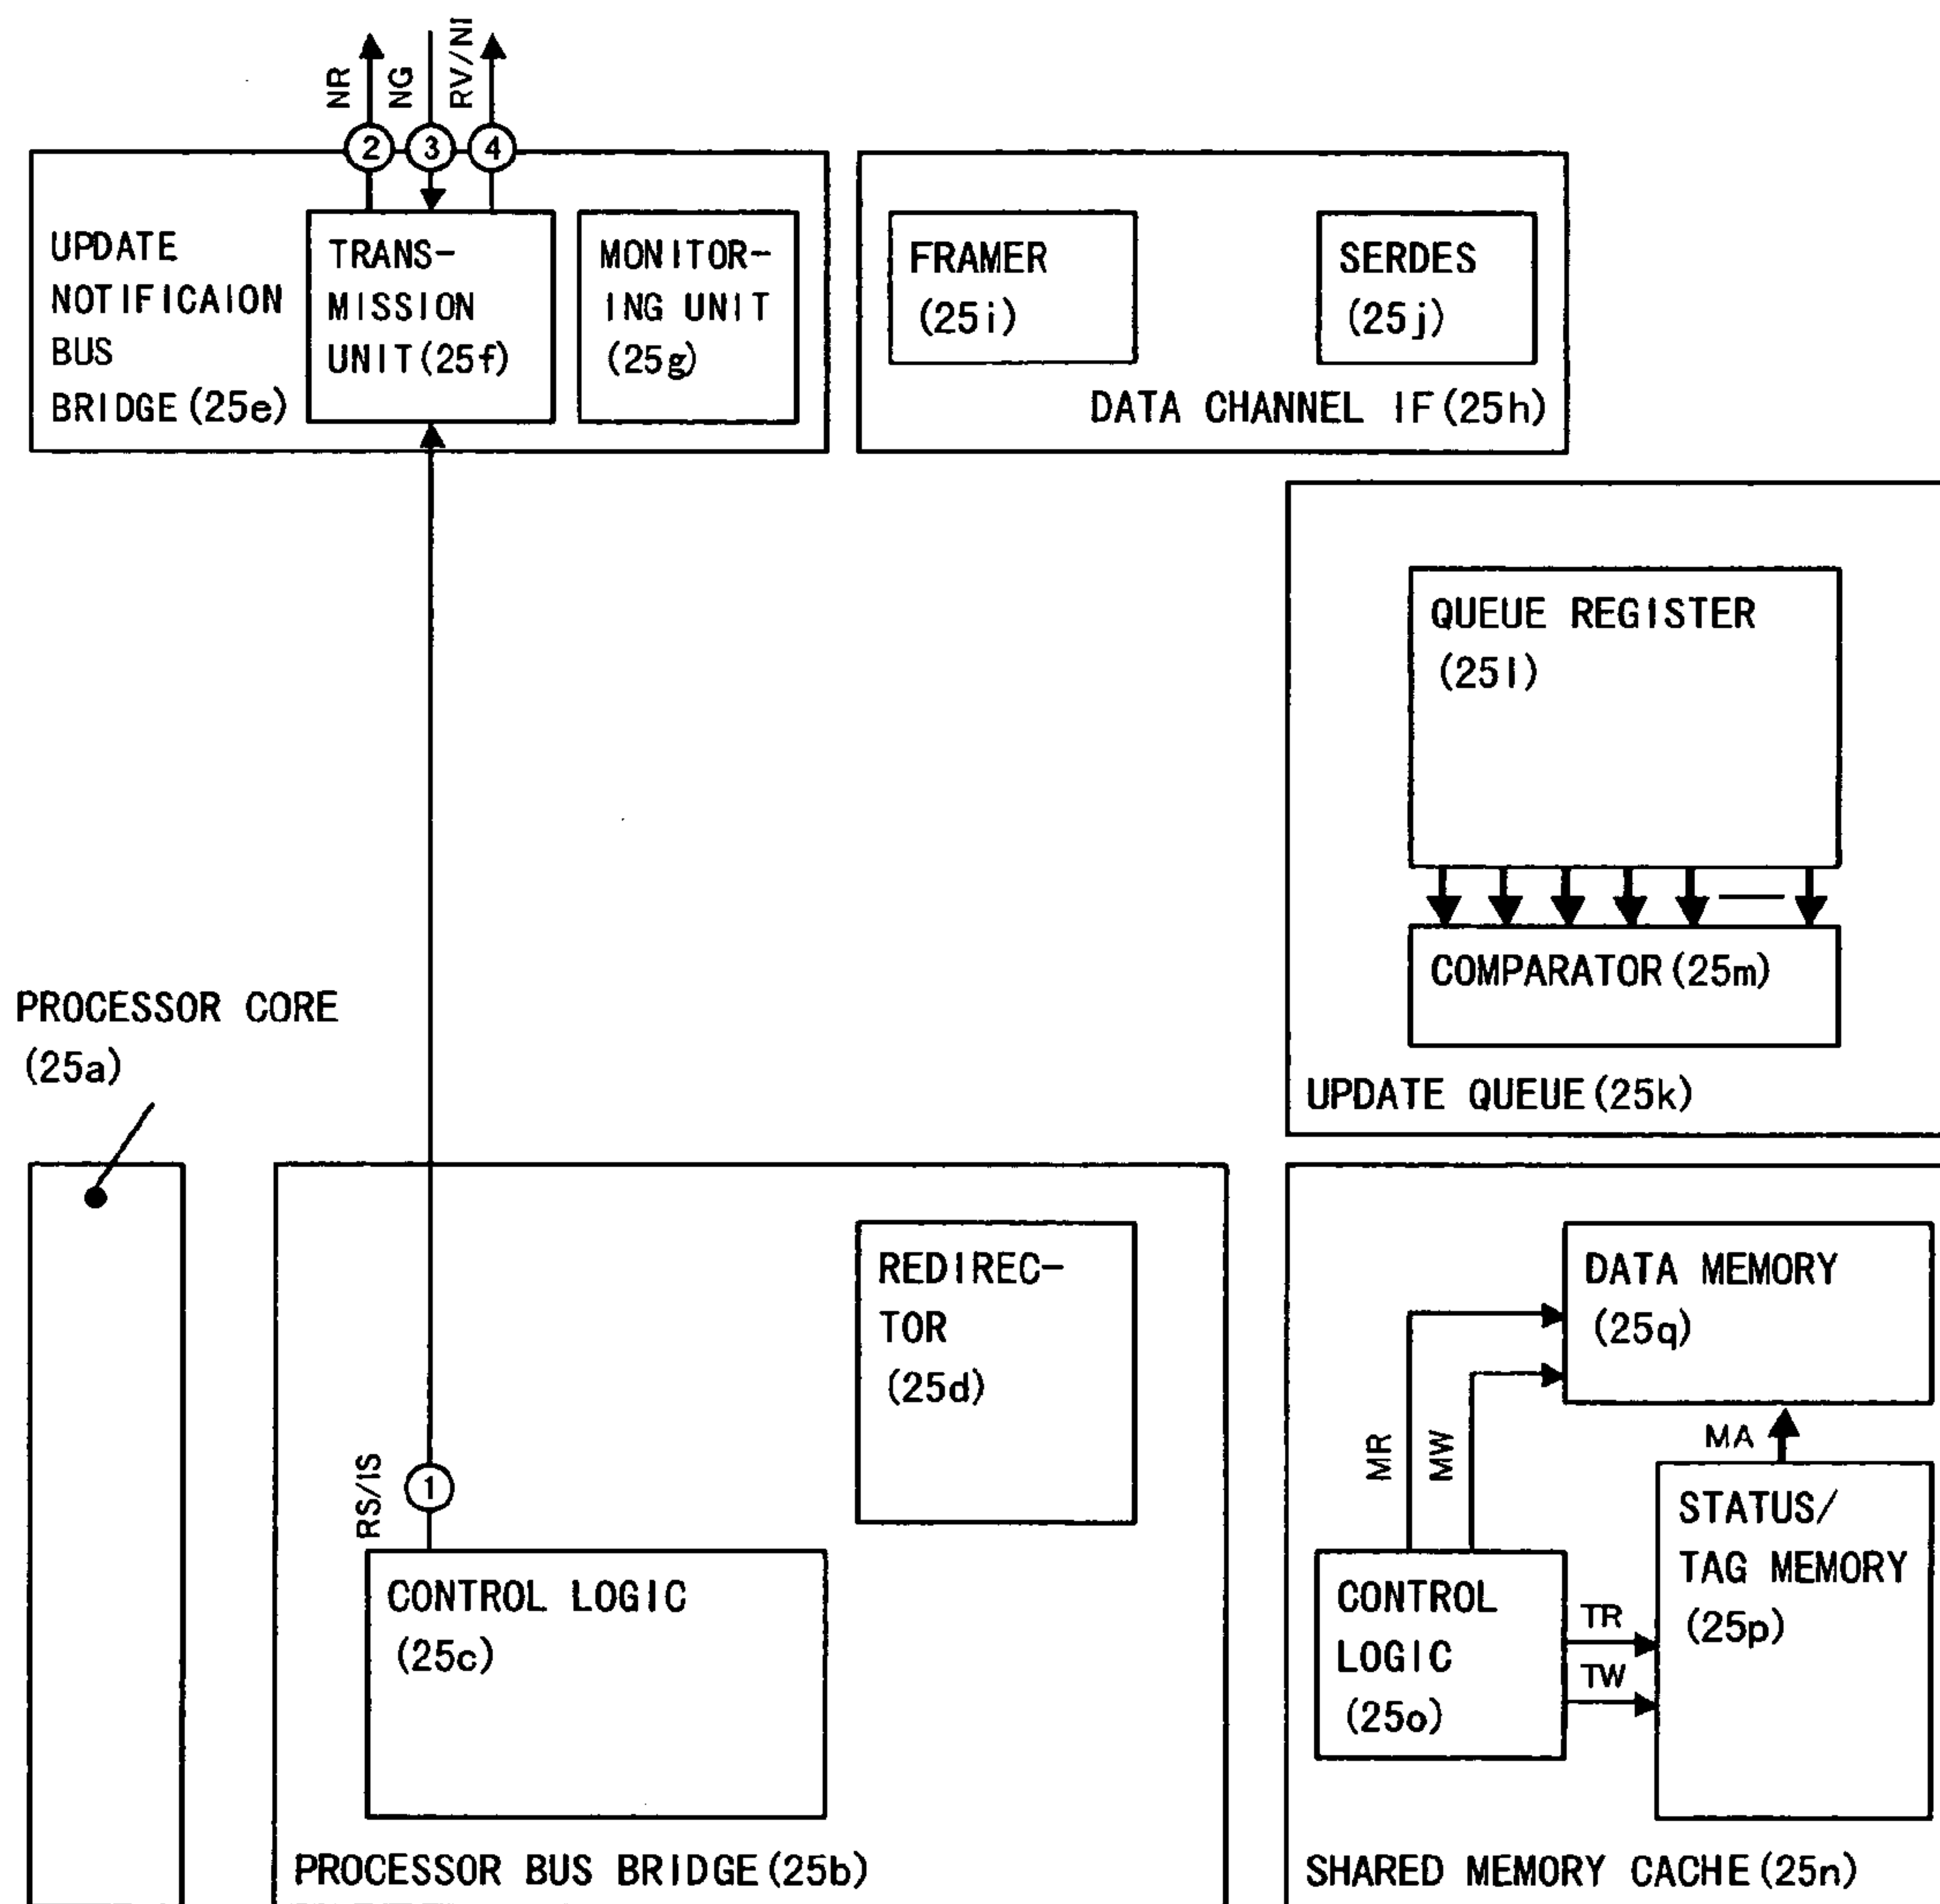 NR
NG
RV/NI
2
3
4
UPDATE
NOTIFICAION
BUS
BRIDGE(25e)
TRANS-
MISSION
UNIT(25f)
MONITOR-
ING UNIT
(25g)
FRAMER
(25i)
SERDES
(25j)
DATA CHANNEL IF(25h)
QUEUE REGISTER
(25l)
COMPARATOR(25m)
UPDATE QUEUE(25k)
PROCESSOR CORE
(25a)
REDIREC-
TOR
(25d)
RS/IS
1
CONTROL LOGIC
(25c)
PROCESSOR BUS BRIDGE(25b)
DATA MEMORY
(25q)
MR
MW
MA
STATUS/
TAG MEMORY
(25p)
CONTROL
LOGIC
(25o)
TR
TW
SHARED MEMORY CACHE(25n)